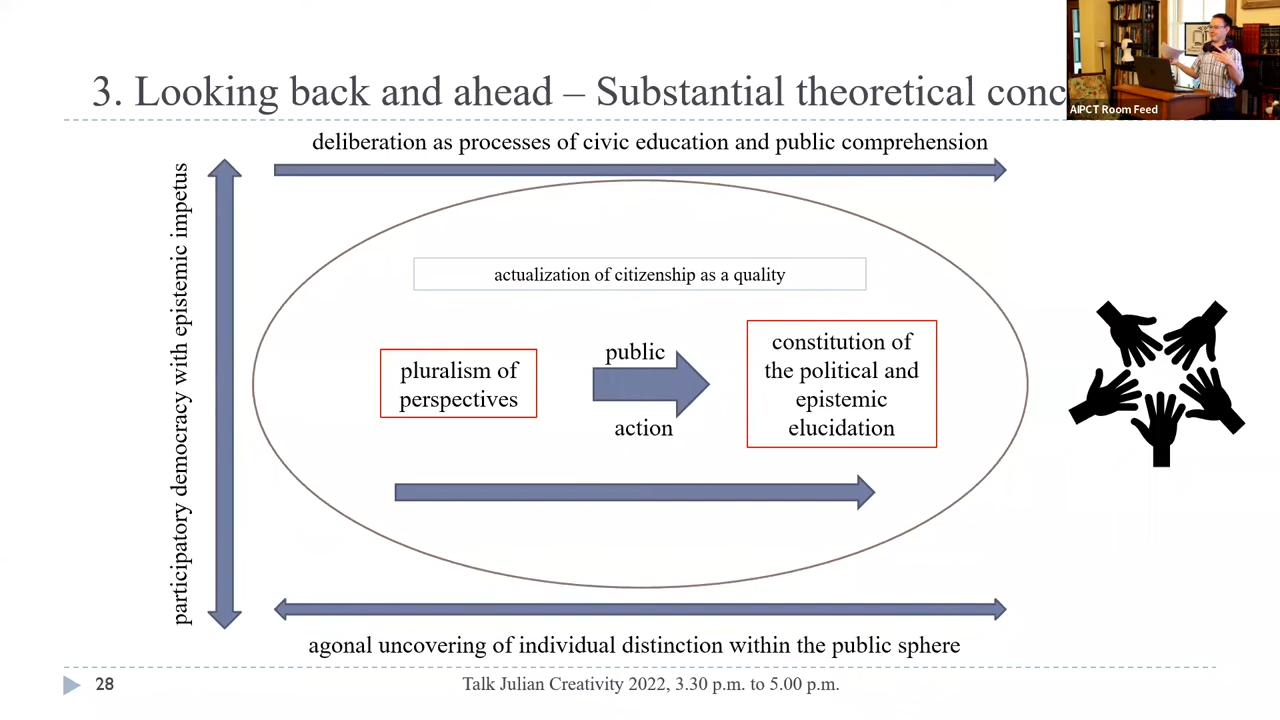 3. Looking back and ahead – Substantial theoretical conc
AIPCT Room Feed
deliberation as processes of civic education and public comprehension
participatory democracy with epistemic impetus
actualization of citizenship as a quality
pluralism of
perspectives
public
action
constitution of
the political and
epistemic
elucidation
agonal uncovering of individual distinction within the public sphere
28
Talk Julian Creativity 2022, 3.30 p.m. to 5.00 p.m.